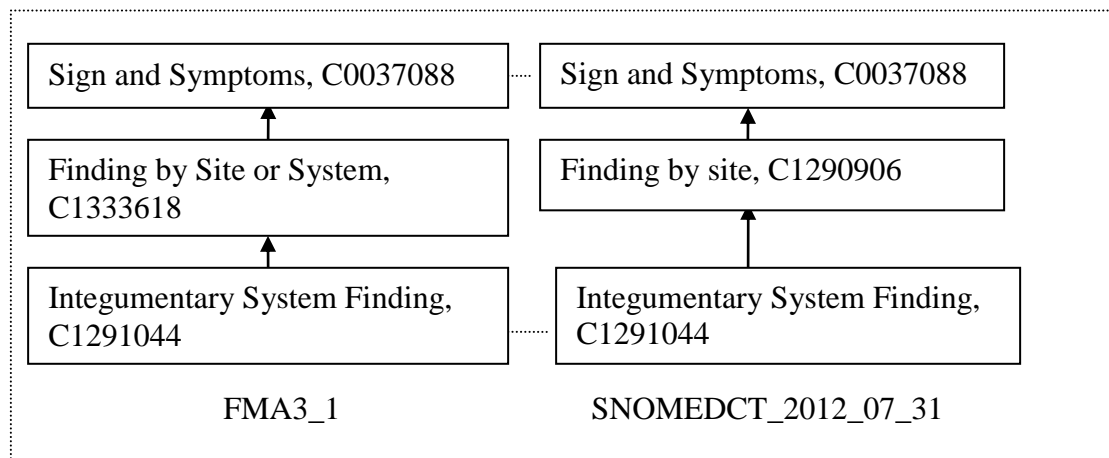 Sign and Symptoms, C0037088
Sign and Symptoms, C0037088
Finding by Site or System,
C1333618
Finding by site, C1290906
Integumentary System Finding,
C1291044
Integumentary System Finding,
C1291044
FMA3_1
SNOMEDCT_2012_07_31